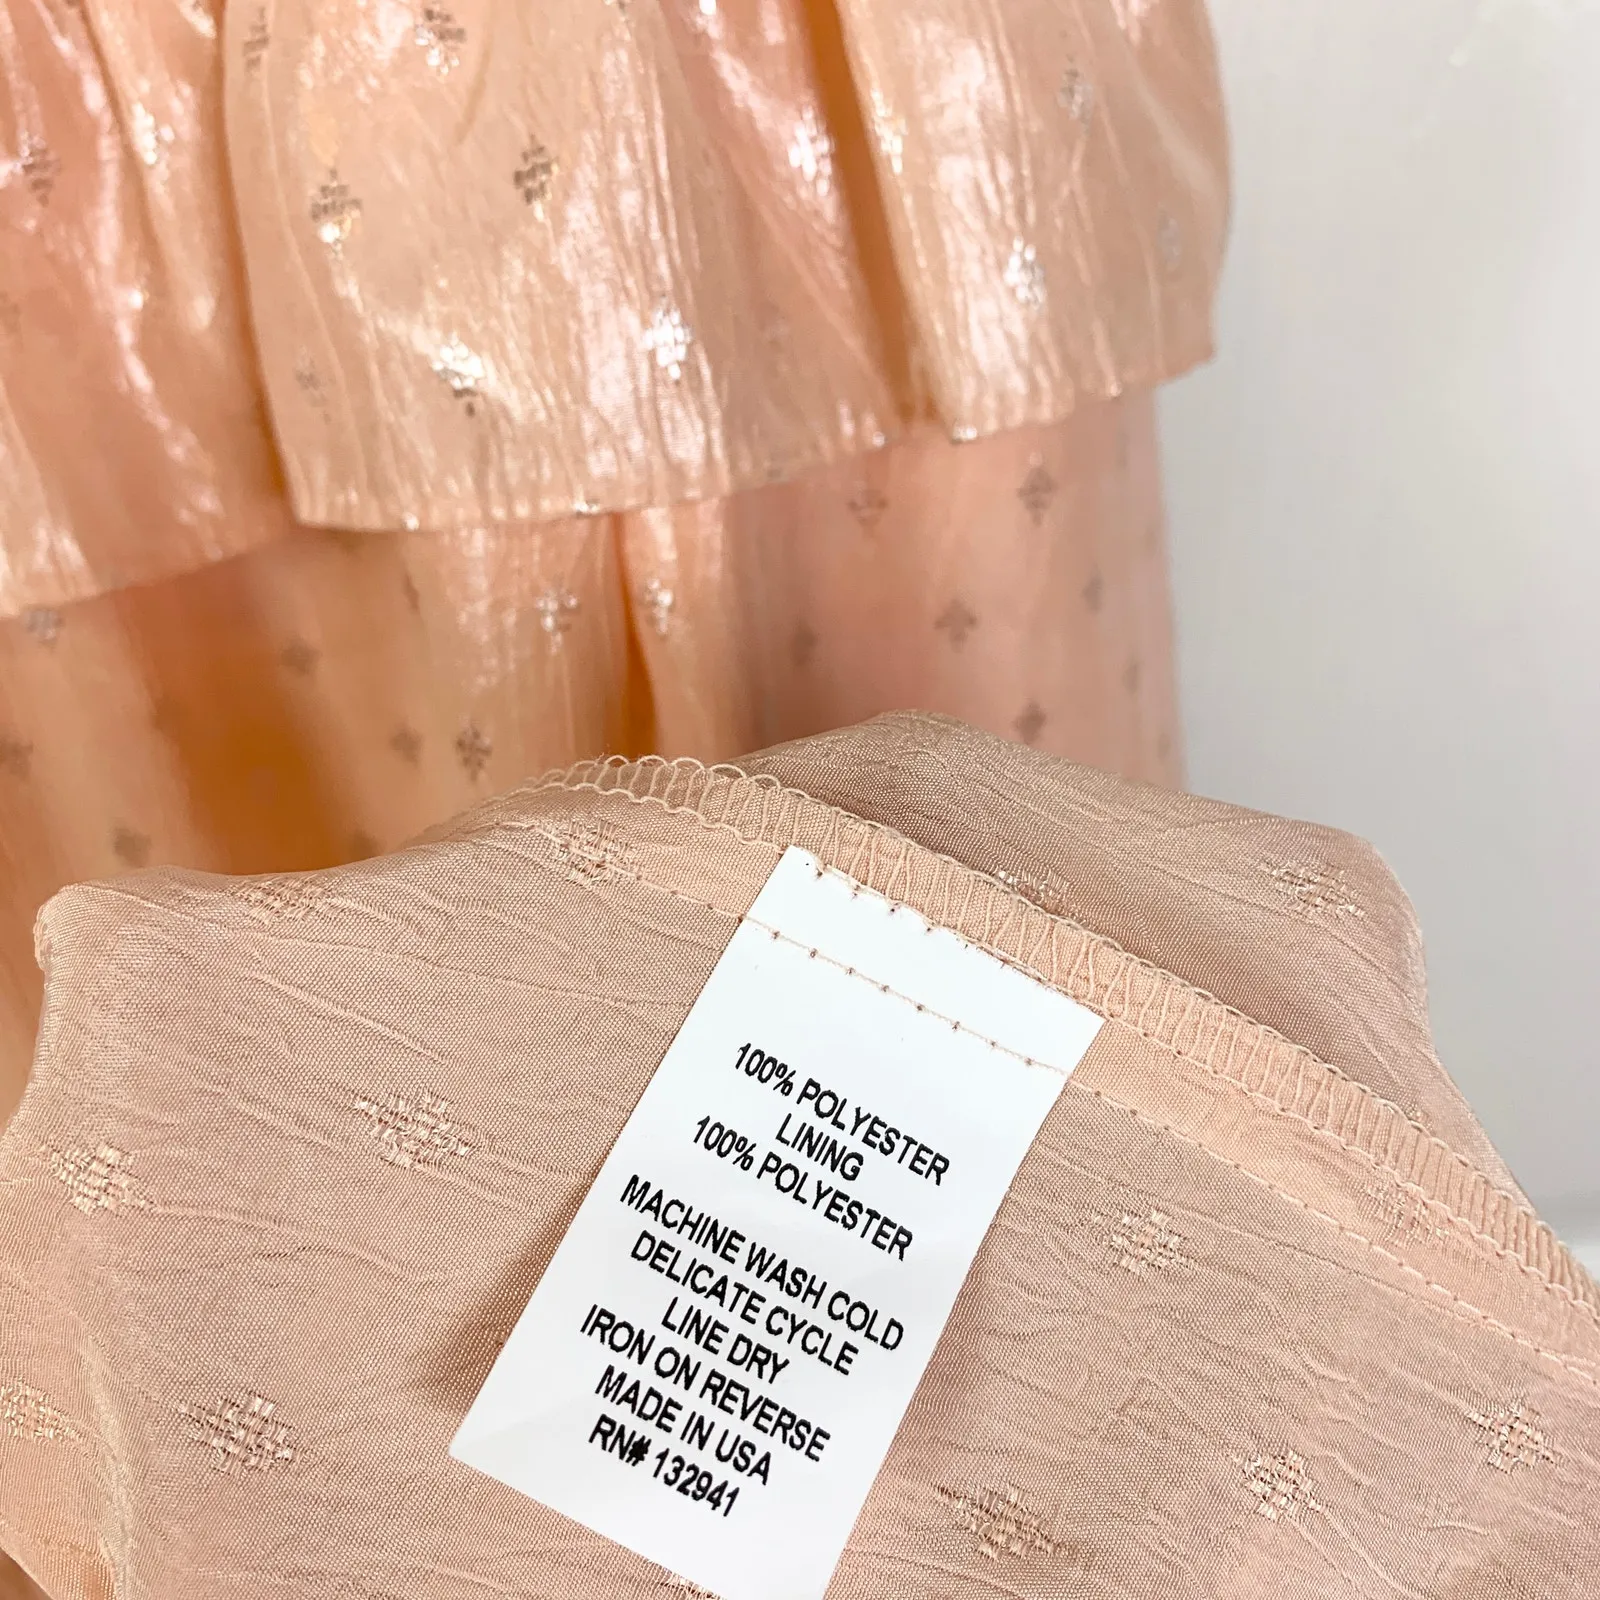 100% POLYESTER
LINING
100% POLYESTER
MACHINE WASH COLD
DELICATE CYCLE
LINE DRY
IRON ON REVERSE
MADE IN USA
RN# 132941